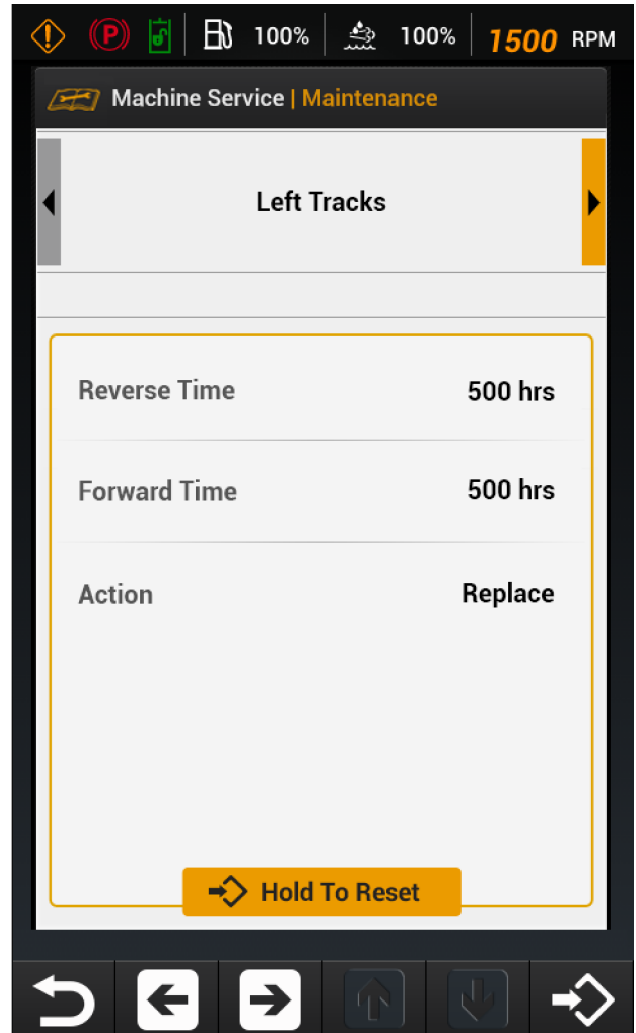 (P) 100% 100% 1500 RPM
Machine Service | Maintenance
Left Tracks
Reverse Time 500 hrs
Forward Time 500 hrs
Action Replace
Hold To Reset